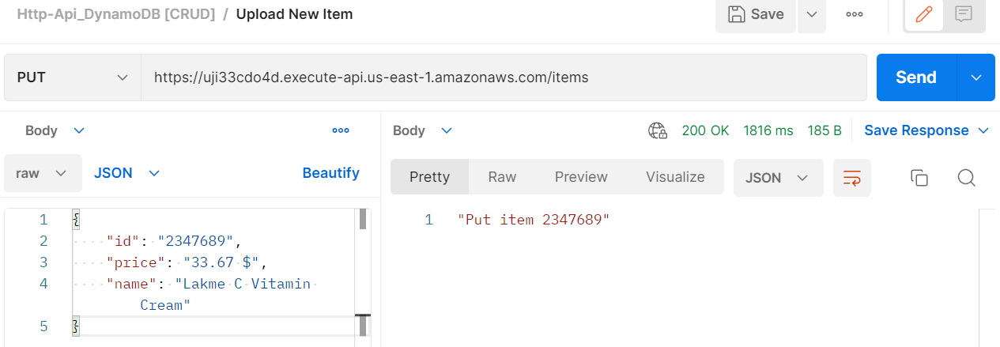 Http-Api_DynamoDB [CRUD] / Upload New Item
Save
PUT
https://uji33cdo4d.execute-api.us-east-1.amazonaws.com/items
Send
Body
raw
JSON
Beautify
1 {
2 "id": "2347689",
3 "price": "33.67 $",
4 "name": "Lakme C Vitamin
Cream"
5 }
Body
200 OK 1816 ms 185 B
Save Response
Pretty Raw Preview Visualize
JSON
1 "Put item 2347689"